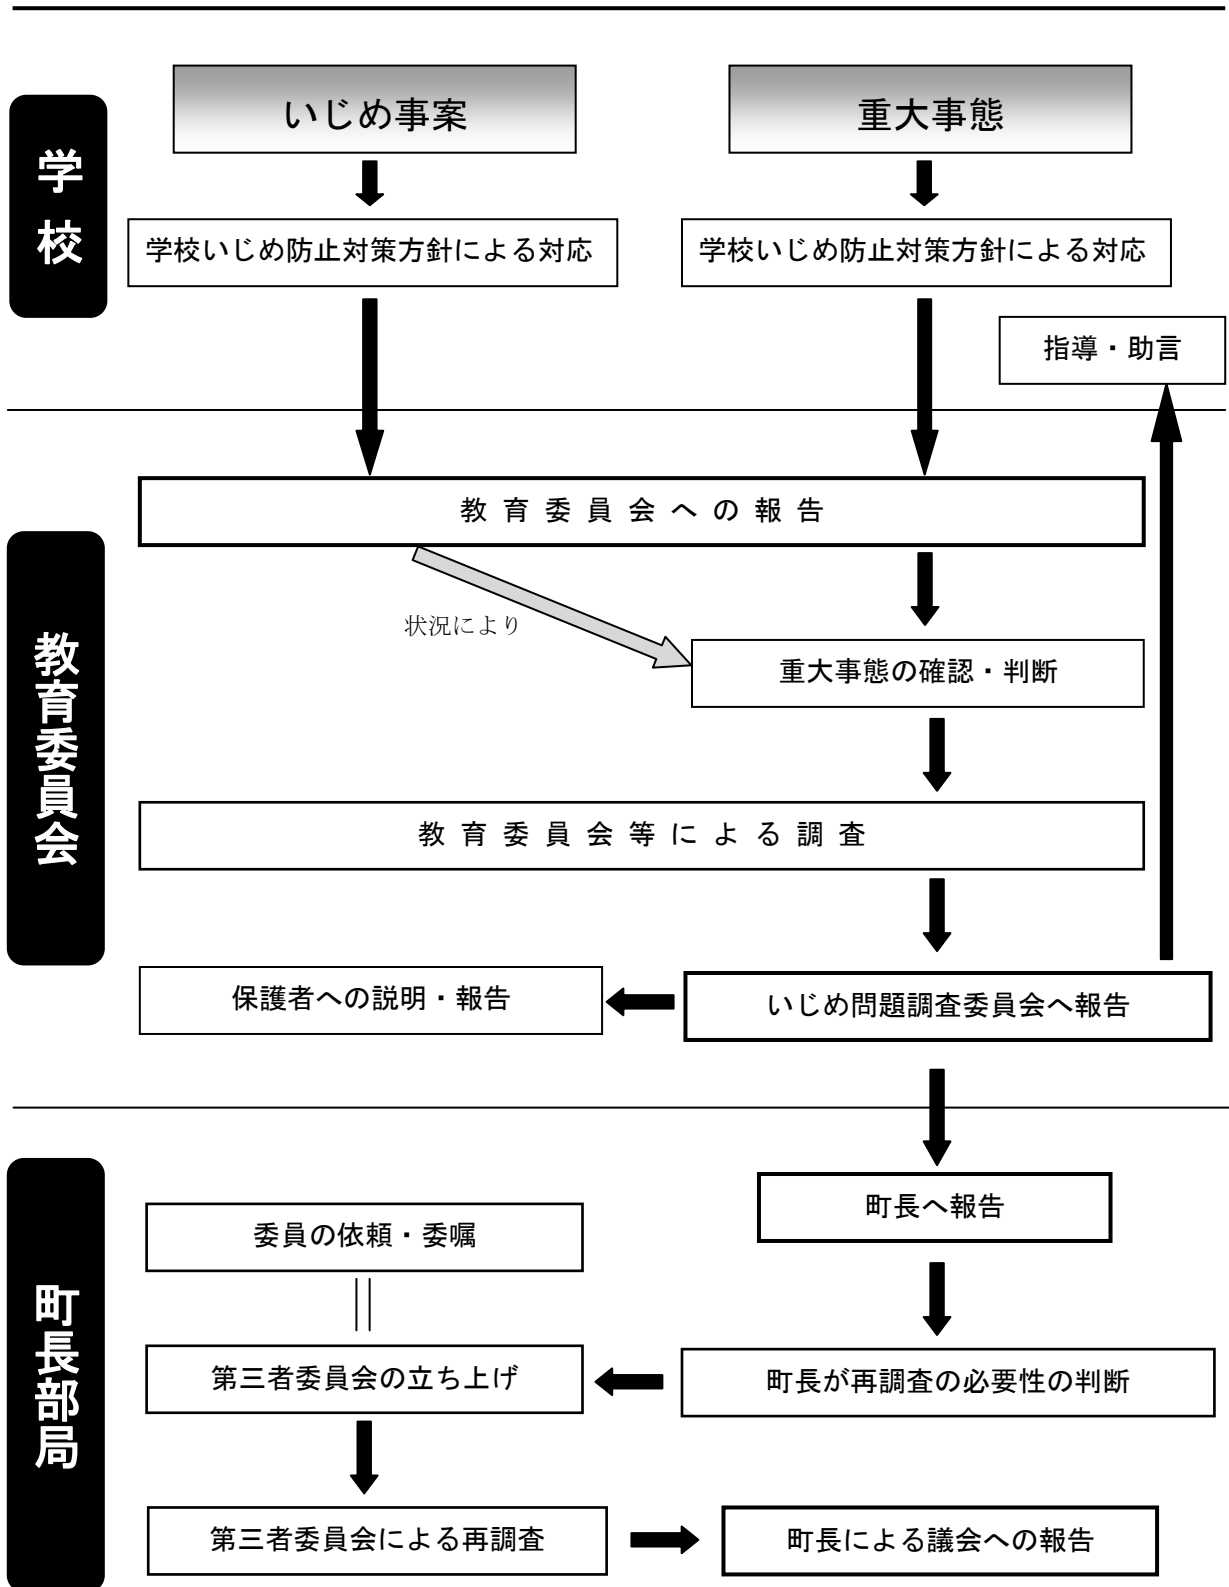 学校
いじめ事案
重大事態
学校いじめ防止対策方針による対応
学校いじめ防止対策方針による対応
指導・助言
教育委員会
教育委員会への報告
状況により
重大事態の確認・判断
教育委員会等による調査
保護者への説明・報告
いじめ問題調査委員会へ報告
町長部局
町長へ報告
委員の依頼・委嘱
第三者委員会の立ち上げ
町長が再調査の必要性の判断
第三者委員会による再調査
町長による議会への報告